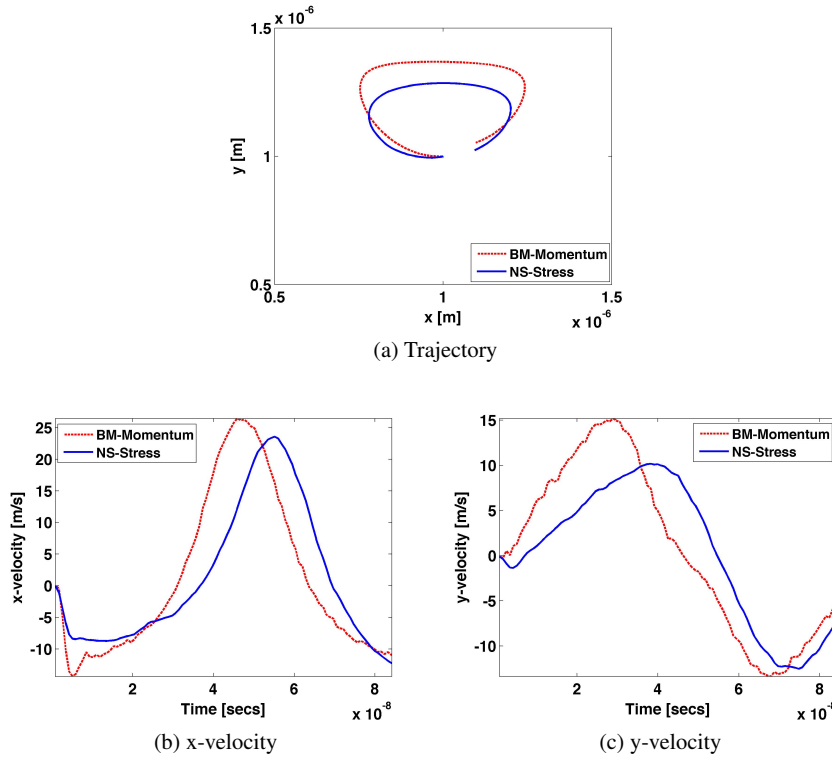 x 10⁻⁶
1.5
1
0.5
y [m]
BM-Momentum
NS-Stress
0.5
1
1.5
x [m]
x 10⁻⁶
(a) Trajectory
25
20
15
10
5
0
-5
-10
x-velocity [m/s]
BM-Momentum
NS-Stress
2
4
6
8
Time [secs]
x 10⁻⁸
(b) x-velocity
15
10
5
0
-5
-10
y-velocity [m/s]
BM-Momentum
NS-Stress
2
4
6
8
Time [secs]
x 10⁻⁸
(c) y-velocity